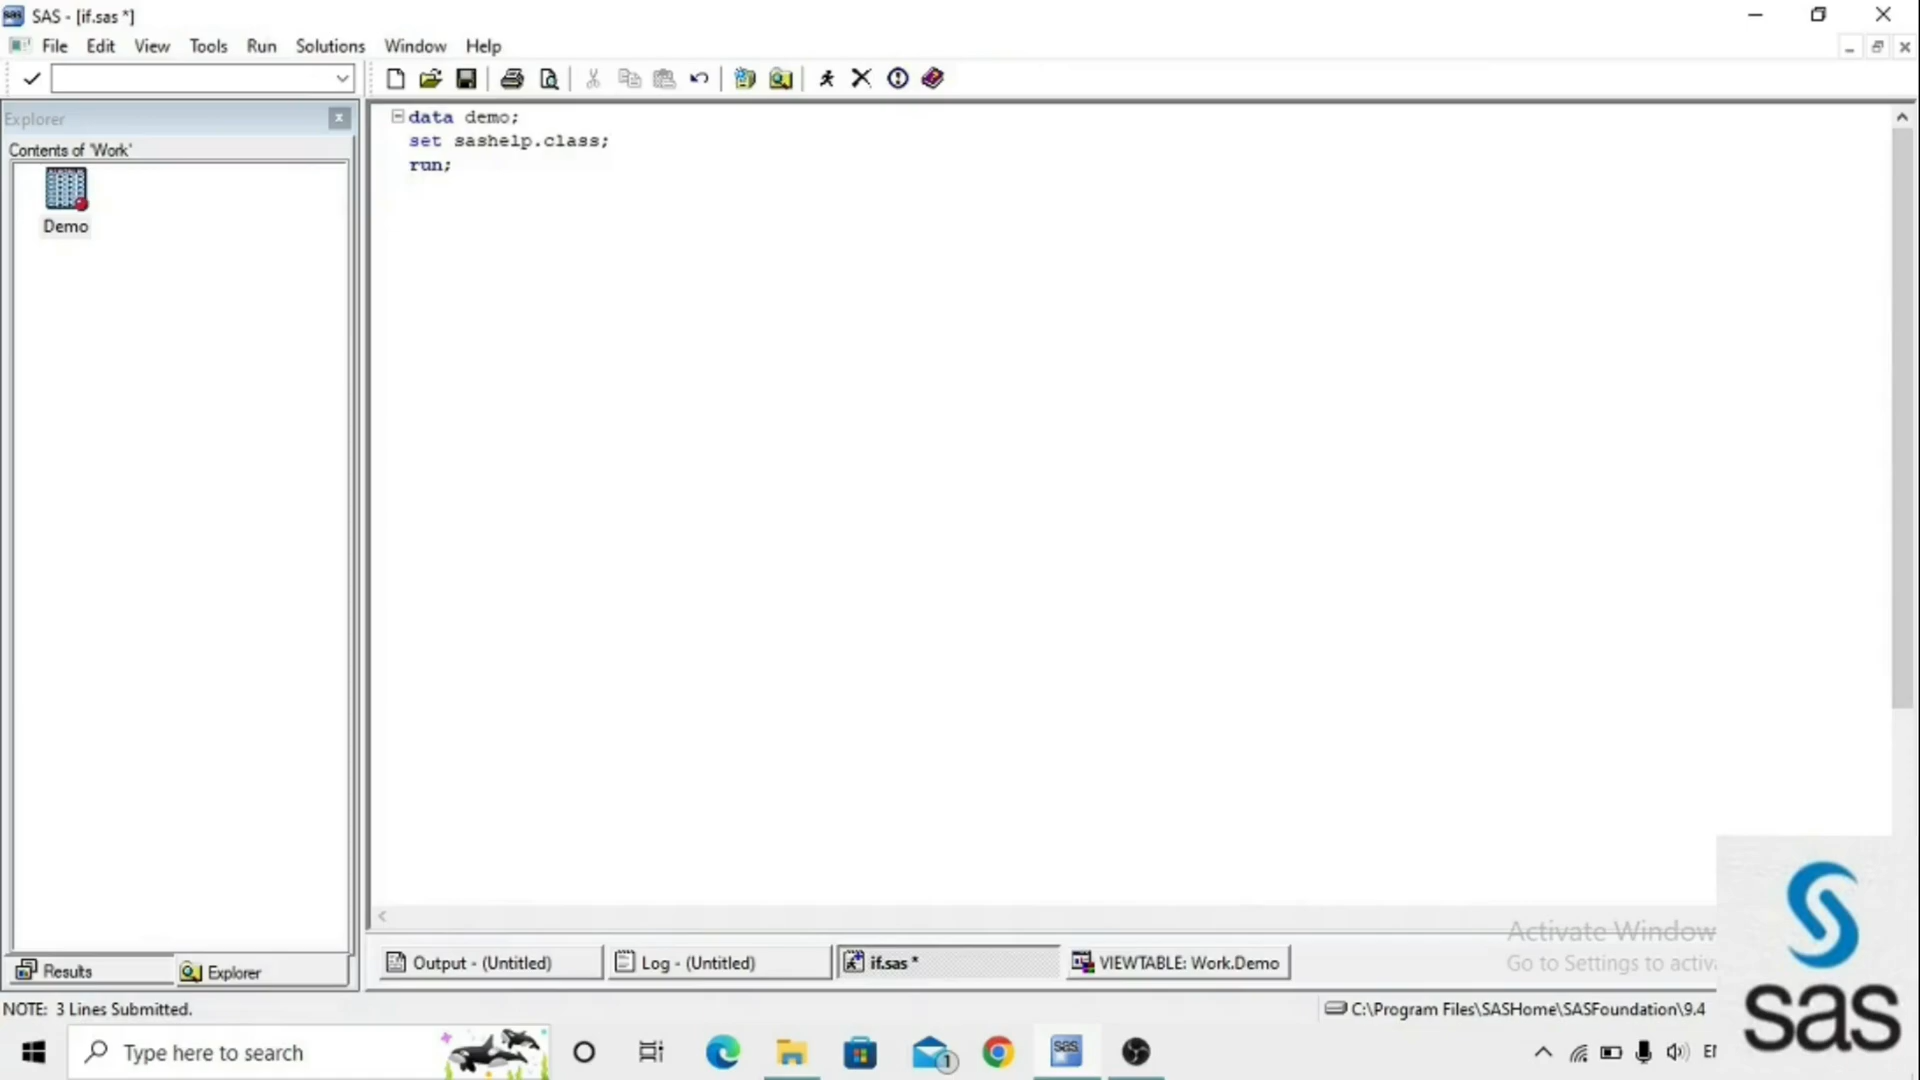 SAS - [if.sas *]
File Edit View Tools Run Solutions Window Help
Explorer
Contents of 'Work'
Demo
data demo;
set sashelp.class;
run;
Results
Explorer
Output - (Untitled)
Log - (Untitled)
if.sas *
VIEWTABLE: Work.Demo
Activate Window
Go to Settings to activ
NOTE: 3 Lines Submitted.
C:\Program Files\SASHome\SASFoundation\9.4
sas
Type here to search
1
sas